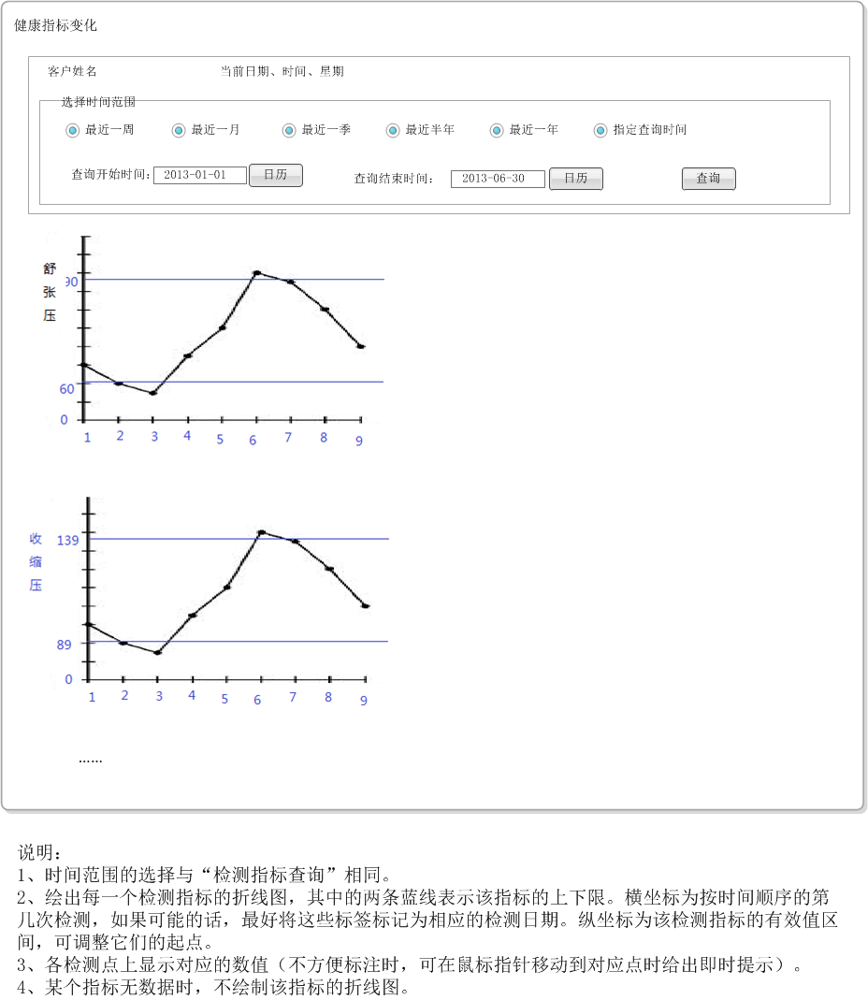 健康指标变化
客户姓名 当前日期、时间、星期
选择时间范围
最近一周 最近一月 最近一季 最近半年 最近一年 指定查询时间
查询开始时间: 2013-01-01 日历 查询结束时间: 2013-06-30 日历 查询
舒
张
压
90
60
0
1 2 3 4 5 6 7 8 9
收
缩
压
139
89
0
1 2 3 4 5 6 7 8 9
……
说明:
1、时间范围的选择与“检测指标查询”相同。
2、绘出每一个检测指标的折线图，其中的两条蓝线表示该指标的上下限。横坐标为按时间顺序的第
几次检测，如果可能的话，最好将这些标签标记为相应的检测日期。纵坐标为该检测指标的有效值区
间，可调整它们的起点。
3、各检测点上显示对应的数值（不方便标注时，可在鼠标指针移动到对应点时给出即时提示）。
4、某个指标无数据时，不绘制该指标的折线图。